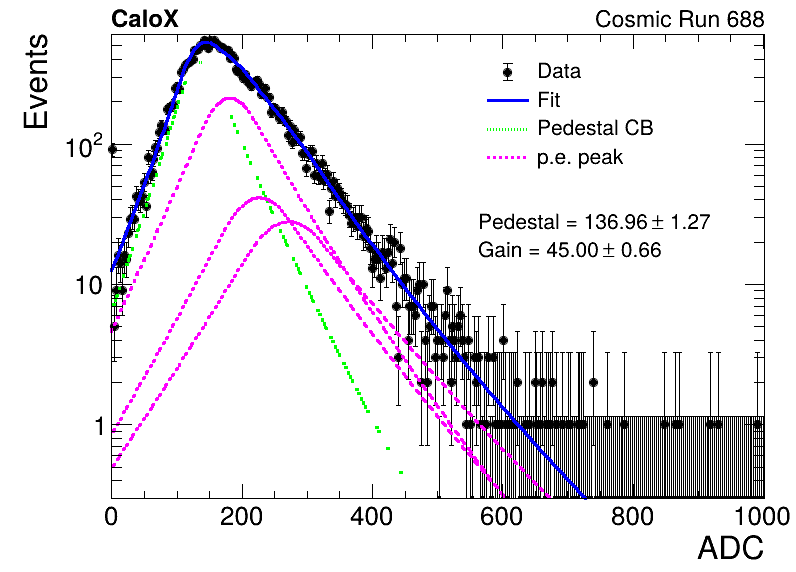 CaloX Cosmic Run 688
Events
Data
Fit
Pedestal CB
p.e. peak
Pedestal = 136.96 ± 1.27
Gain = 45.00 ± 0.66
10²
10
1
0 200 400 600 800 1000
ADC